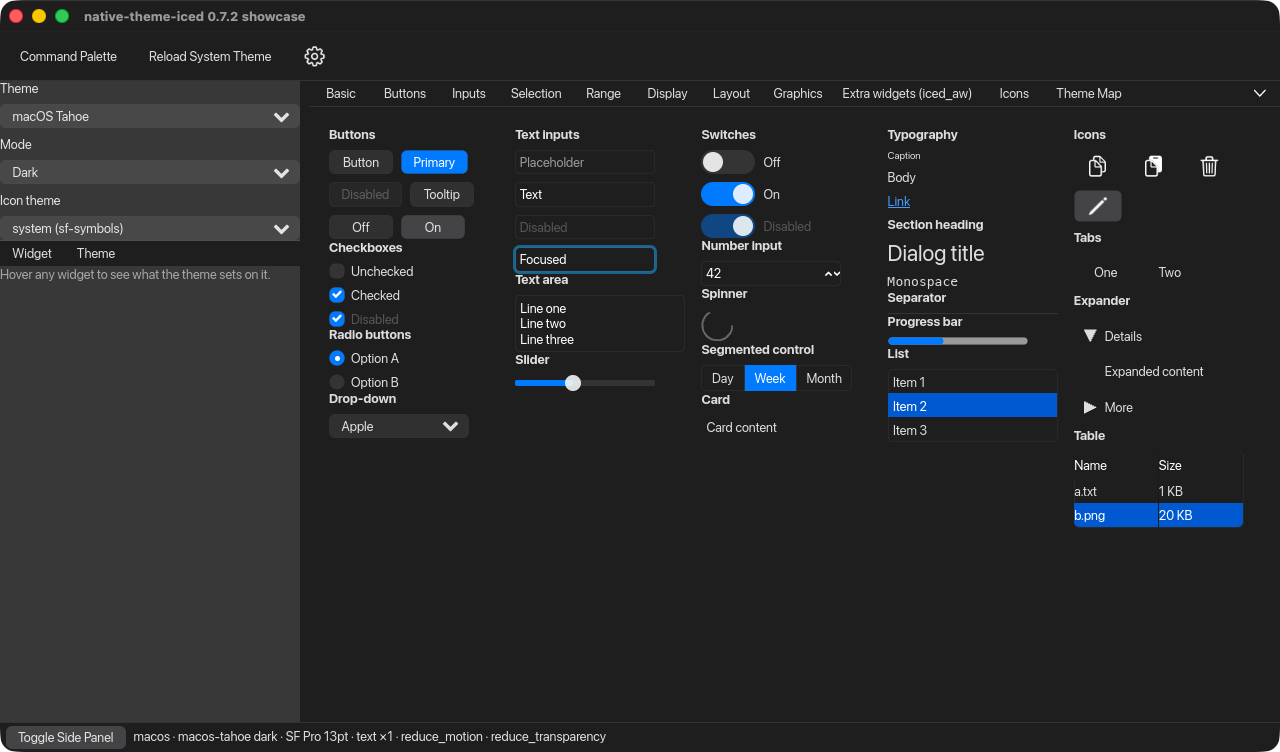 native-theme-iced 0.7.2 showcase
Command Palette
Reload System Theme
Theme
macOS Tahoe
Mode
Dark
Icon theme
system (sf-symbols)
Widget
Theme
Hover any widget to see what the theme sets on it.
Basic
Buttons
Inputs
Selection
Range
Display
Layout
Graphics
Extra widgets (iced_aw)
Icons
Theme Map
Buttons
Button
Primary
Disabled
Tooltip
Off
On
Checkboxes
Unchecked
Checked
Disabled
Radio buttons
Option A
Option B
Drop-down
Apple
Text inputs
Placeholder
Text
Disabled
Focused
Text area
Line one
Line two
Line three
Slider
Switches
Off
On
Disabled
Number input
42
Spinner
Segmented control
Day
Week
Month
Card
Card content
Typography
Caption
Body
Link
Section heading
Dialog title
Monospace
Separator
Progress bar
List
Item 1
Item 2
Item 3
Icons
Tabs
One
Two
Expander
Details
Expanded content
More
Table
Name
Size
a.txt
1 KB
b.png
20 KB
Toggle Side Panel
macos · macos-tahoe dark · SF Pro 13pt · text ×1 · reduce_motion · reduce_transparency